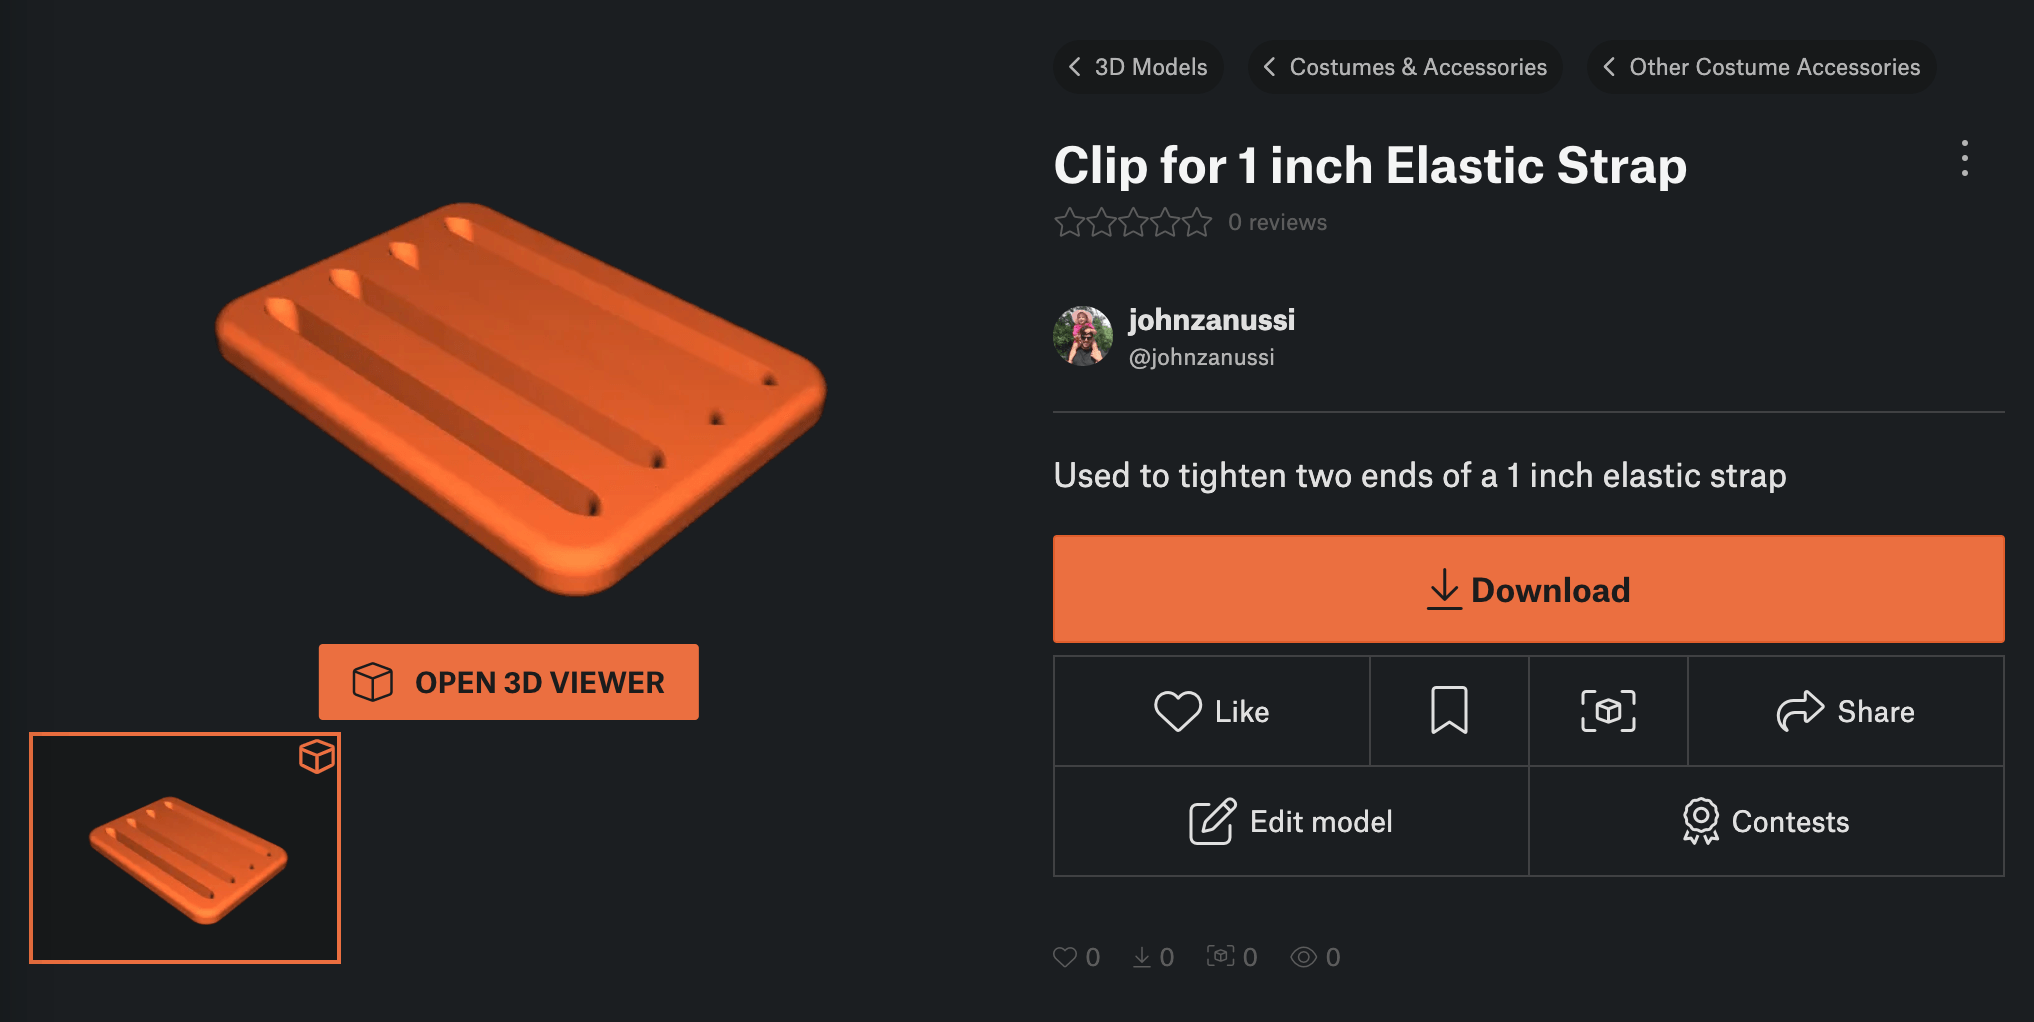 3D Models
Costumes & Accessories
Other Costume Accessories
Clip for 1 inch Elastic Strap
0 reviews
johnzanussi
@johnzanussi
Used to tighten two ends of a 1 inch elastic strap
Download
OPEN 3D VIEWER
Like
Share
Edit model
Contests
0 0 0 0